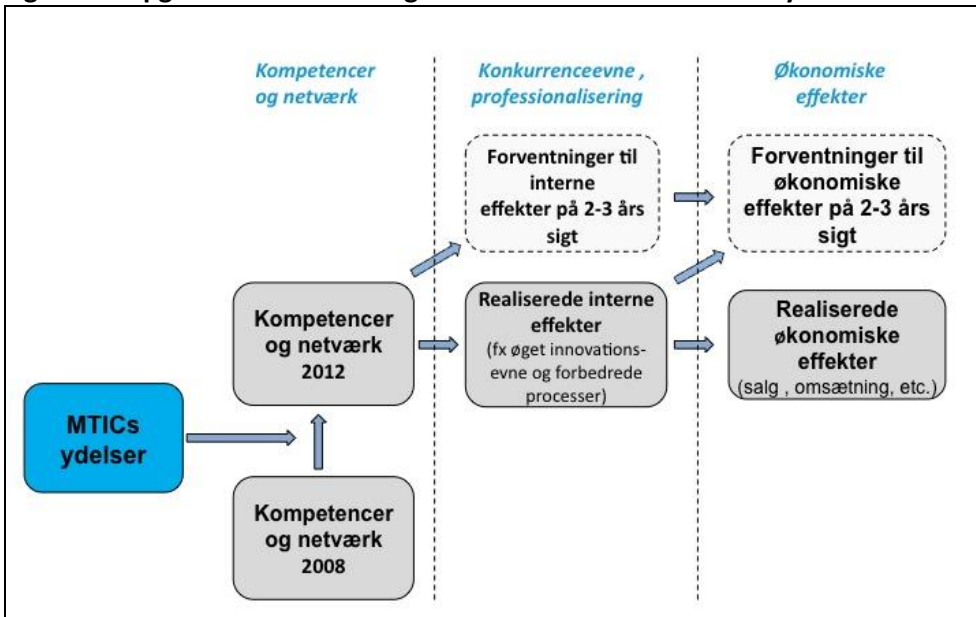 Kompetencer
og netværk
Konkurrenceevne ,
professionalisering
Økonomiske
effekter
Forventninger til
interne
effekter på 2-3 års
sigt
Forventninger til
økonomiske
effekter på 2-3 års
sigt
Kompetencer
og netværk
2012
Realiserede interne
effekter
(fx øget innovations-
evne og forbedrede
processer)
Realiserede
økonomiske
effekter
(salg , omsætning, etc.)
MTICs
ydelser
Kompetencer
og netværk
2008